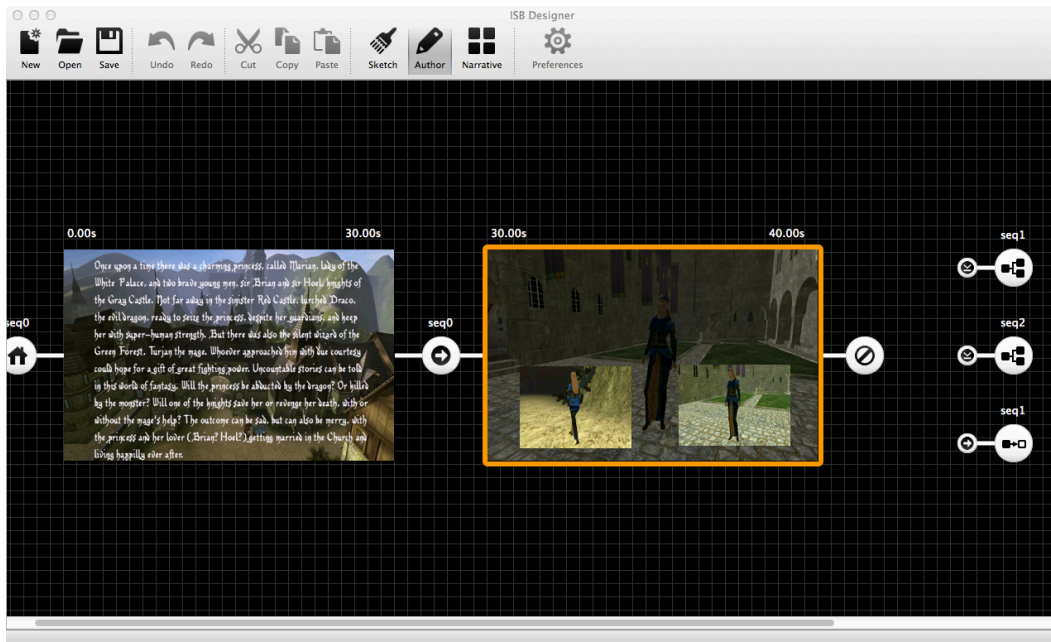 ISB Designer
New Open Save Undo Redo Cut Copy Paste Sketch Author Narrative Preferences
0.00s 30.00s 30.00s 40.00s
seq1
Once upon a time there was a charming princess, called Marian, lady of the
White Palace, and two brave young men, sir Brian and sir Hoel, knights of
the Gray Castle. Not far away in the sinister Red Castle, lurched Draco,
the evil dragon, ready to seize the princess, despite her guardians, and keep
her with super-human strength. But there was also the silent wizard of the
Green Forest, Turjan the mage. Whoever approached him with due courtesy
could hope for a gift of great fighting power. Uncountable stories can be told
in this world of fantasy. Will the princess be abducted by the dragon? Or killed
by the monster? Will one of the knights save her or revenge her death, with or
without the mage's help? The outcome can be sad, but can also be merry, with
the princess and her lover (Brian? Hoel?) getting married in the Church and
living happilly ever after.
seq0 seq0 seq2
seq1